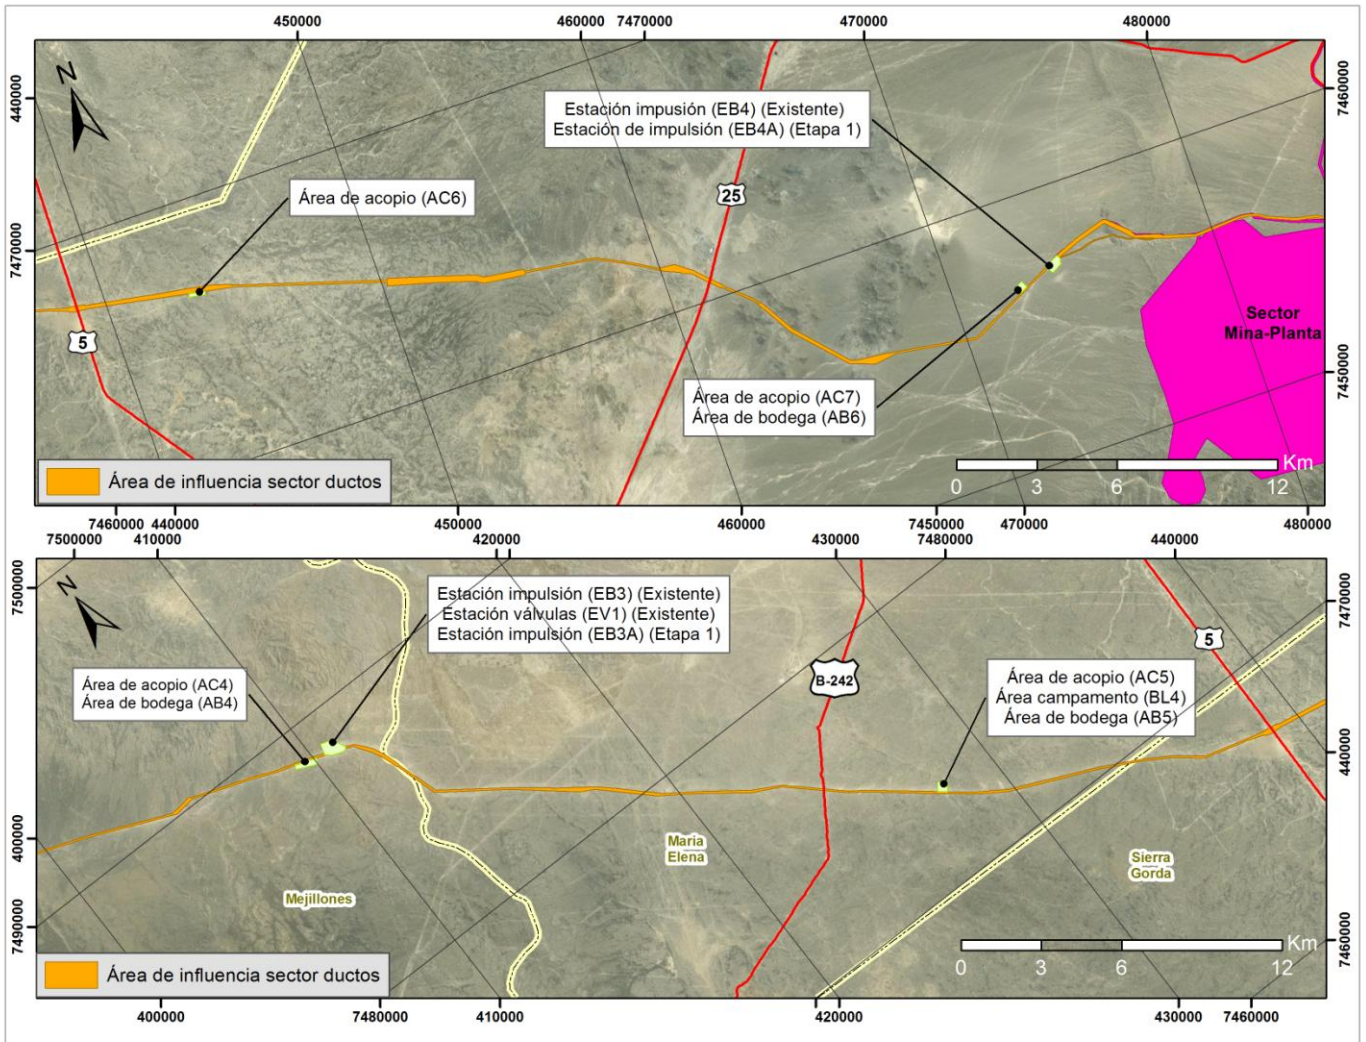 450000
460000
7470000
470000
480000
N
7440000
7460000
Estación impusión (EB4) (Existente)
Estación de impulsión (EB4A) (Etapa 1)
Área de acopio (AC6)
25
7470000
Sector
Mina-Planta
5
7450000
Área de acopio (AC7)
Área de bodega (AB6)
Área de influencia sector ductos
Km
0
3
6
12
7460000
440000
450000
460000
7450000
470000
480000
7500000
410000
420000
430000
7480000
440000
N
7500000
7470000
Estación impulsión (EB3) (Existente)
Estación válvulas (EV1) (Existente)
Estación impulsión (EB3A) (Etapa 1)
5
Área de acopio (AC4)
Área de bodega (AB4)
B-242
Área de acopio (AC5)
Área campamento (BL4)
Área de bodega (AB5)
440000
400000
Maria
Elena
Sierra
Gorda
Mejillones
7490000
7460000
Área de influencia sector ductos
Km
0
3
6
12
400000
7480000
410000
420000
430000
7460000